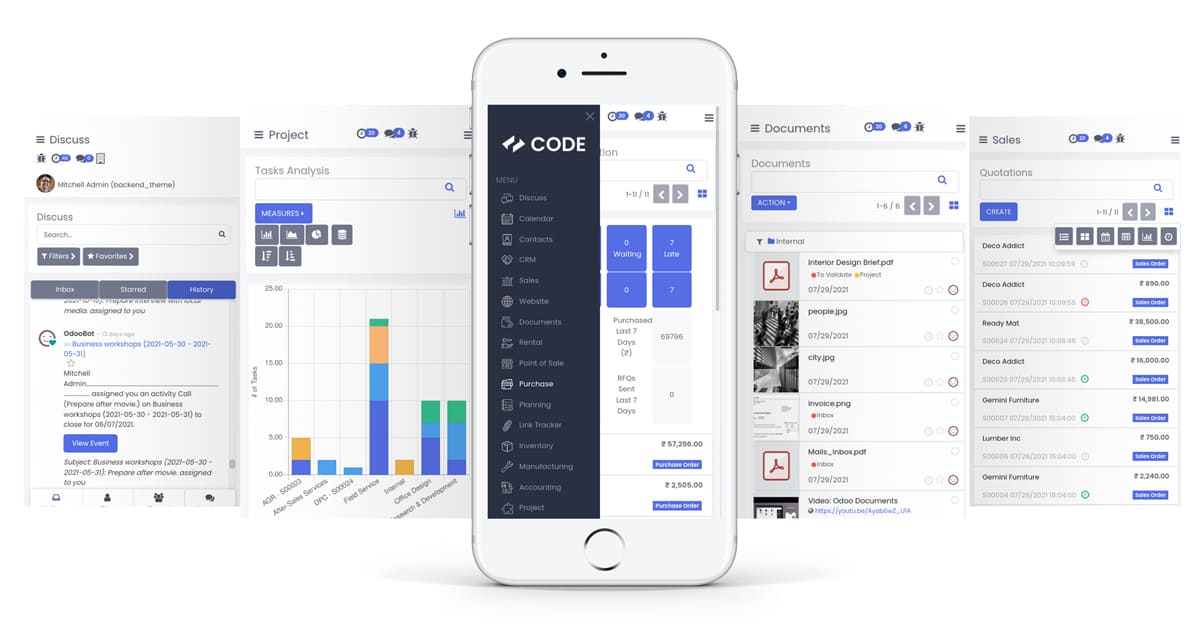 Discuss
40
0
Mitchell Admin (backend_theme)
Discuss
Search...
Filters
Favorites
Inbox
Starred
History
media. assigned to you
OdooBot
on Business workshops (2021-05-30 - 2021-
05-31)
Mitchell
Admin,
assigned you an activity Call
(Prepare after movie.) on Business
workshops (2021-05-30 - 2021-05-31) to
close for 06/07/2021.
View Event
Subject: Business workshops (2021-05-30 -
2021-05-31): Prepare after movie. assigned
to you
Project
20
4
Tasks Analysis
MEASURES
# of Tasks
25.00
20.00
15.00
10.00
5.00
0.00
AGR - S00023
After-Sales Services
DPC - S00024
Field Service
Internal
Office Design
Research & Development
CODE
MENU
Discuss
Calendar
Contacts
CRM
Sales
Website
Documents
Rental
Point of Sale
Purchase
Planning
Link Tracker
Inventory
Manufacturing
Accounting
Project
20
4
tion
1-11 / 11
0
Waiting
7
Late
0
7
Purchased
Last 7
Days
(₹)
69796
RFQs
Sent
Last 7
Days
0
₹ 57,296.00
Purchase Order
₹ 2,505.00
Purchase Order
Documents
20
4
Documents
ACTION
1-6 / 6
Internal
Interior Design Brief.pdf
To Validate Project
07/29/2021
people.jpg
07/29/2021
city.jpg
07/29/2021
invoice.png
Inbox
07/29/2021
Mails_inbox.pdf
Inbox
07/29/2021
Video: Odoo Documents
https://youtu.be/Ayab6wZ_U1A
Sales
20
4
Quotations
CREATE
1-11 / 11
Deco Addict
S00027 07/29/2021 10:09:59
Sales Order
Deco Addict
₹ 890.00
S00026 07/29/2021 10:09:55
Sales Order
Ready Mat
₹ 38,500.00
S00024 07/29/2021 10:08:46
Sales Order
Deco Addict
₹ 16,000.00
S00023 07/29/2021 10:08:46
Sales Order
Gemini Furniture
₹ 14,981.00
S00007 07/29/2021 15:04:00
Sales Order
Lumber Inc
₹ 750.00
S00006 07/29/2021 15:04:00
Sales Order
Gemini Furniture
₹ 2,240.00
S00004 07/29/2021 15:04:00
Sales Order